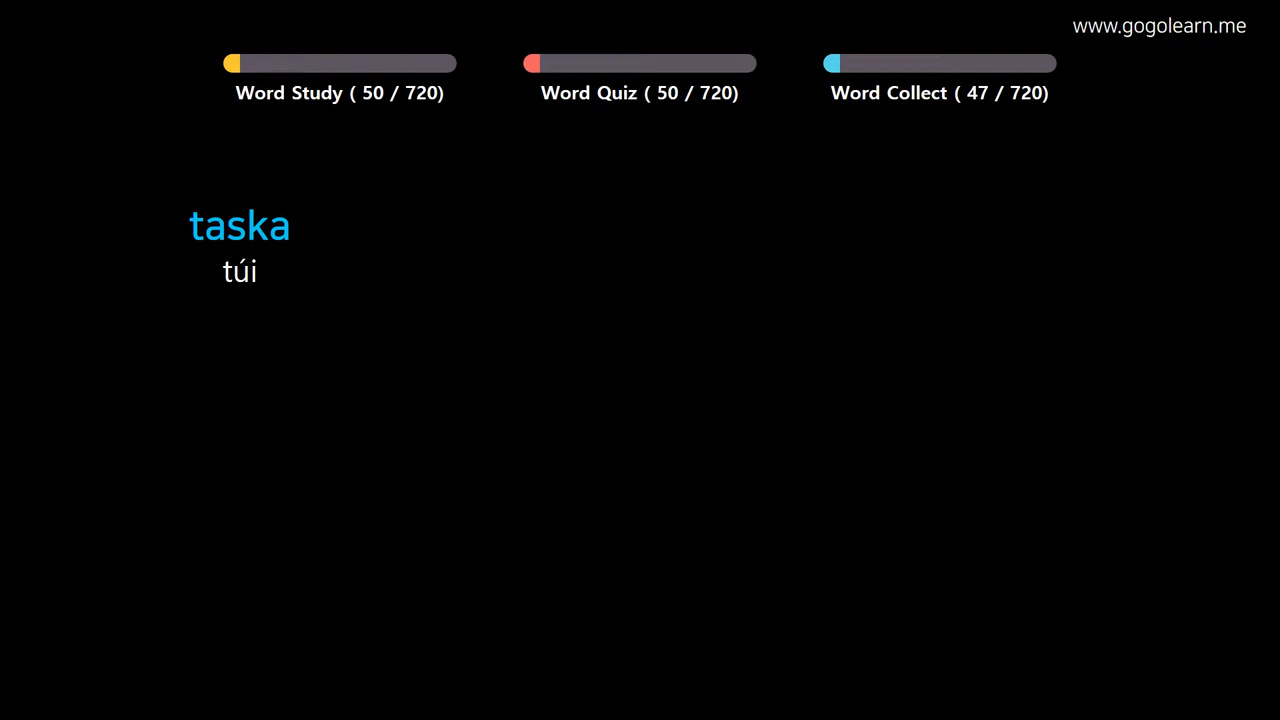 www.gogolearn.me
Word Study ( 50 / 720)
Word Quiz ( 50 / 720)
Word Collect ( 47 / 720)
taska
túi